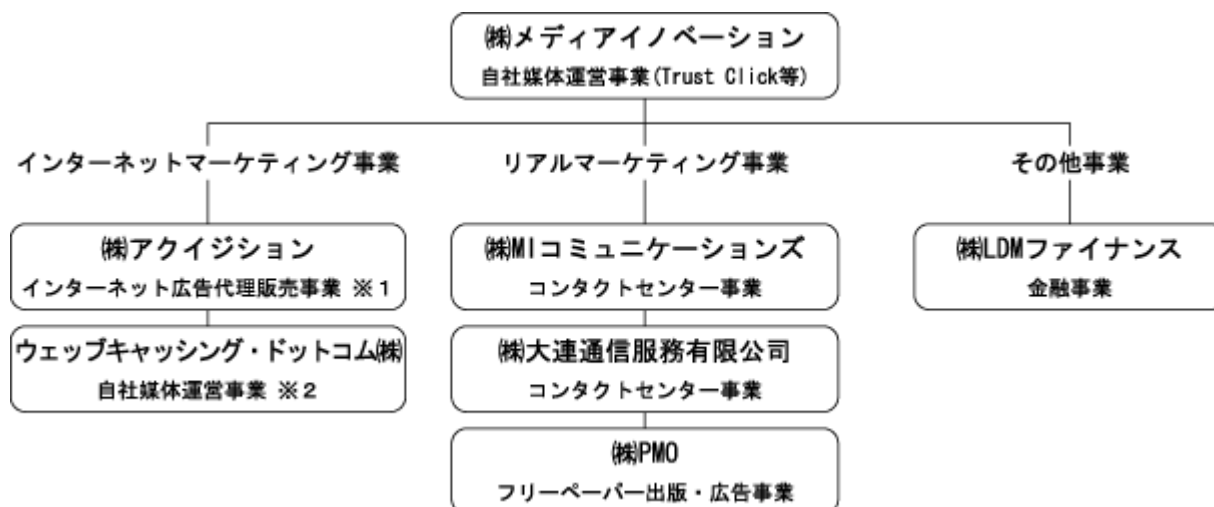 ㈱メディアイノベーション
自社媒体運営事業(Trust Click等)
インターネットマーケティング事業
リアルマーケティング事業
その他事業
㈱アクイジション
インターネット広告代理販売事業 ※1
㈱MIコミュニケーションズ
コンタクトセンター事業
㈱LDMファイナンス
金融事業
ウェッブキャッシング・ドットコム㈱
自社媒体運営事業 ※2
㈱大連通信服務有限公司
コンタクトセンター事業
㈱PMO
フリーペーパー出版・広告事業